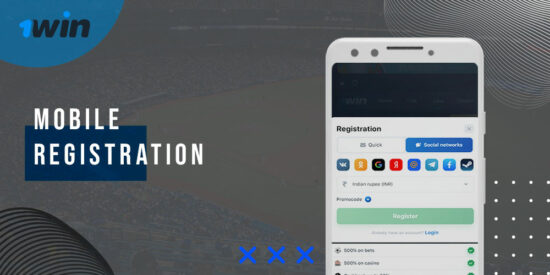 1win
MOBILE
REGISTRATION
Registration
Quick
Social networks
Indian rupee (INR)
Promocode
Register
Already have an account? Login
500% on bets
500% on casino